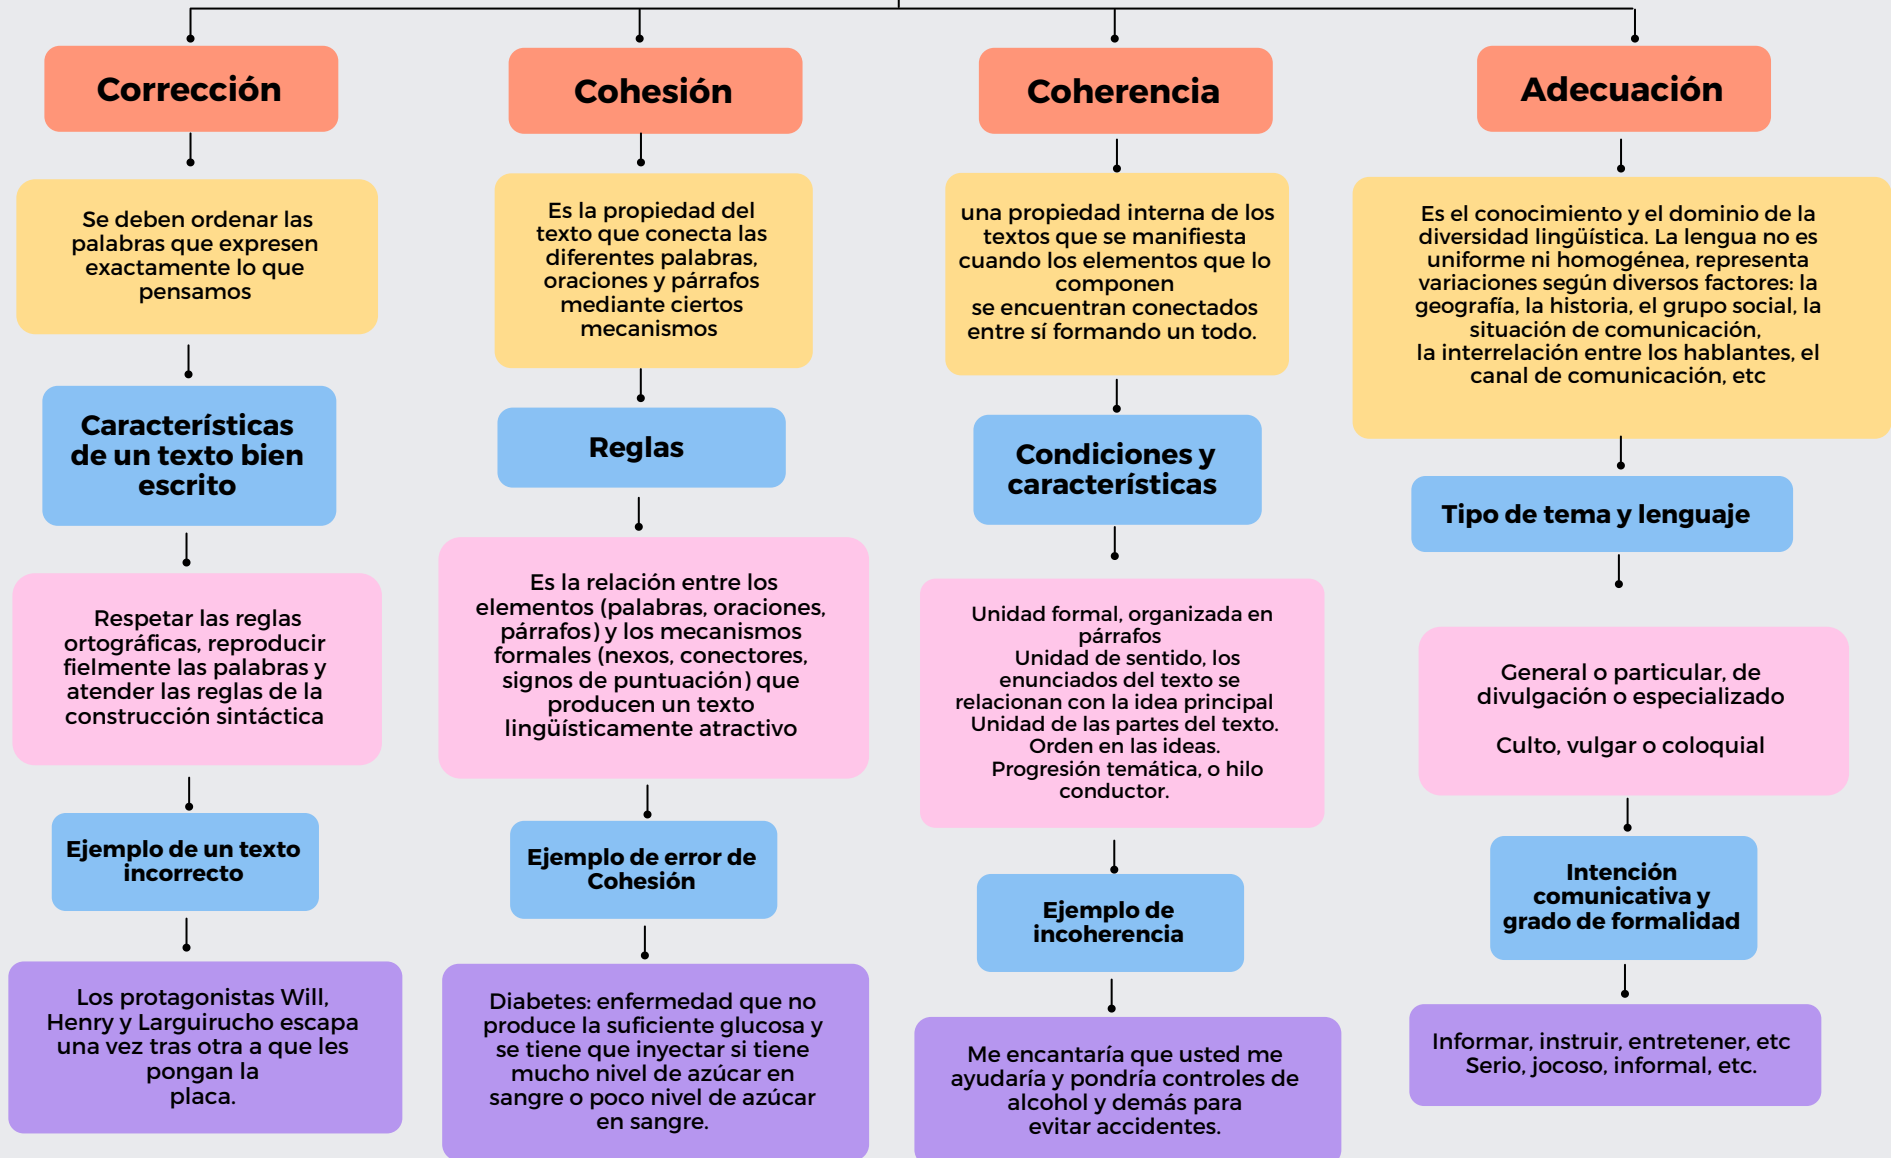 Corrección
Se deben ordenar las
palabras que expresen
exactamente lo que
pensamos
Características
de un texto bien
escrito
Respetar las reglas
ortográficas, reproducir
fielmente las palabras y
atender las reglas de la
construcción sintáctica
Ejemplo de un texto
incorrecto
Los protagonistas Will,
Henry y Larguirucho escapa
una vez tras otra a que les
pongan la
placa.
Cohesión
Es la propiedad del
texto que conecta las
diferentes palabras,
oraciones y párrafos
mediante ciertos
mecanismos
Reglas
Es la relación entre los
elementos (palabras, oraciones,
párrafos) y los mecanismos
formales (nexos, conectores,
signos de puntuación) que
producen un texto
lingüísticamente atractivo
Ejemplo de error de
Cohesión
Diabetes: enfermedad que no
produce la suficiente glucosa y
se tiene que inyectar si tiene
mucho nivel de azúcar en
sangre o poco nivel de azúcar
en sangre.
Coherencia
una propiedad interna de los
textos que se manifiesta
cuando los elementos que lo
componen
se encuentran conectados
entre sí formando un todo.
Condiciones y
características
Unidad formal, organizada en
párrafos
Unidad de sentido, los
enunciados del texto se
relacionan con la idea principal
Unidad de las partes del texto.
Orden en las ideas.
Progresión temática, o hilo
conductor.
Ejemplo de
incoherencia
Me encantaría que usted me
ayudaría y pondría controles de
alcohol y demás para
evitar accidentes.
Adecuación
Es el conocimiento y el dominio de la
diversidad lingüística. La lengua no es
uniforme ni homogénea, representa
variaciones según diversos factores: la
geografía, la historia, el grupo social, la
situación de comunicación,
la interrelación entre los hablantes, el
canal de comunicación, etc
Tipo de tema y lenguaje
General o particular, de
divulgación o especializado
Culto, vulgar o coloquial
Intención
comunicativa y
grado de formalidad
Informar, instruir, entretener, etc
Serio, jocoso, informal, etc.